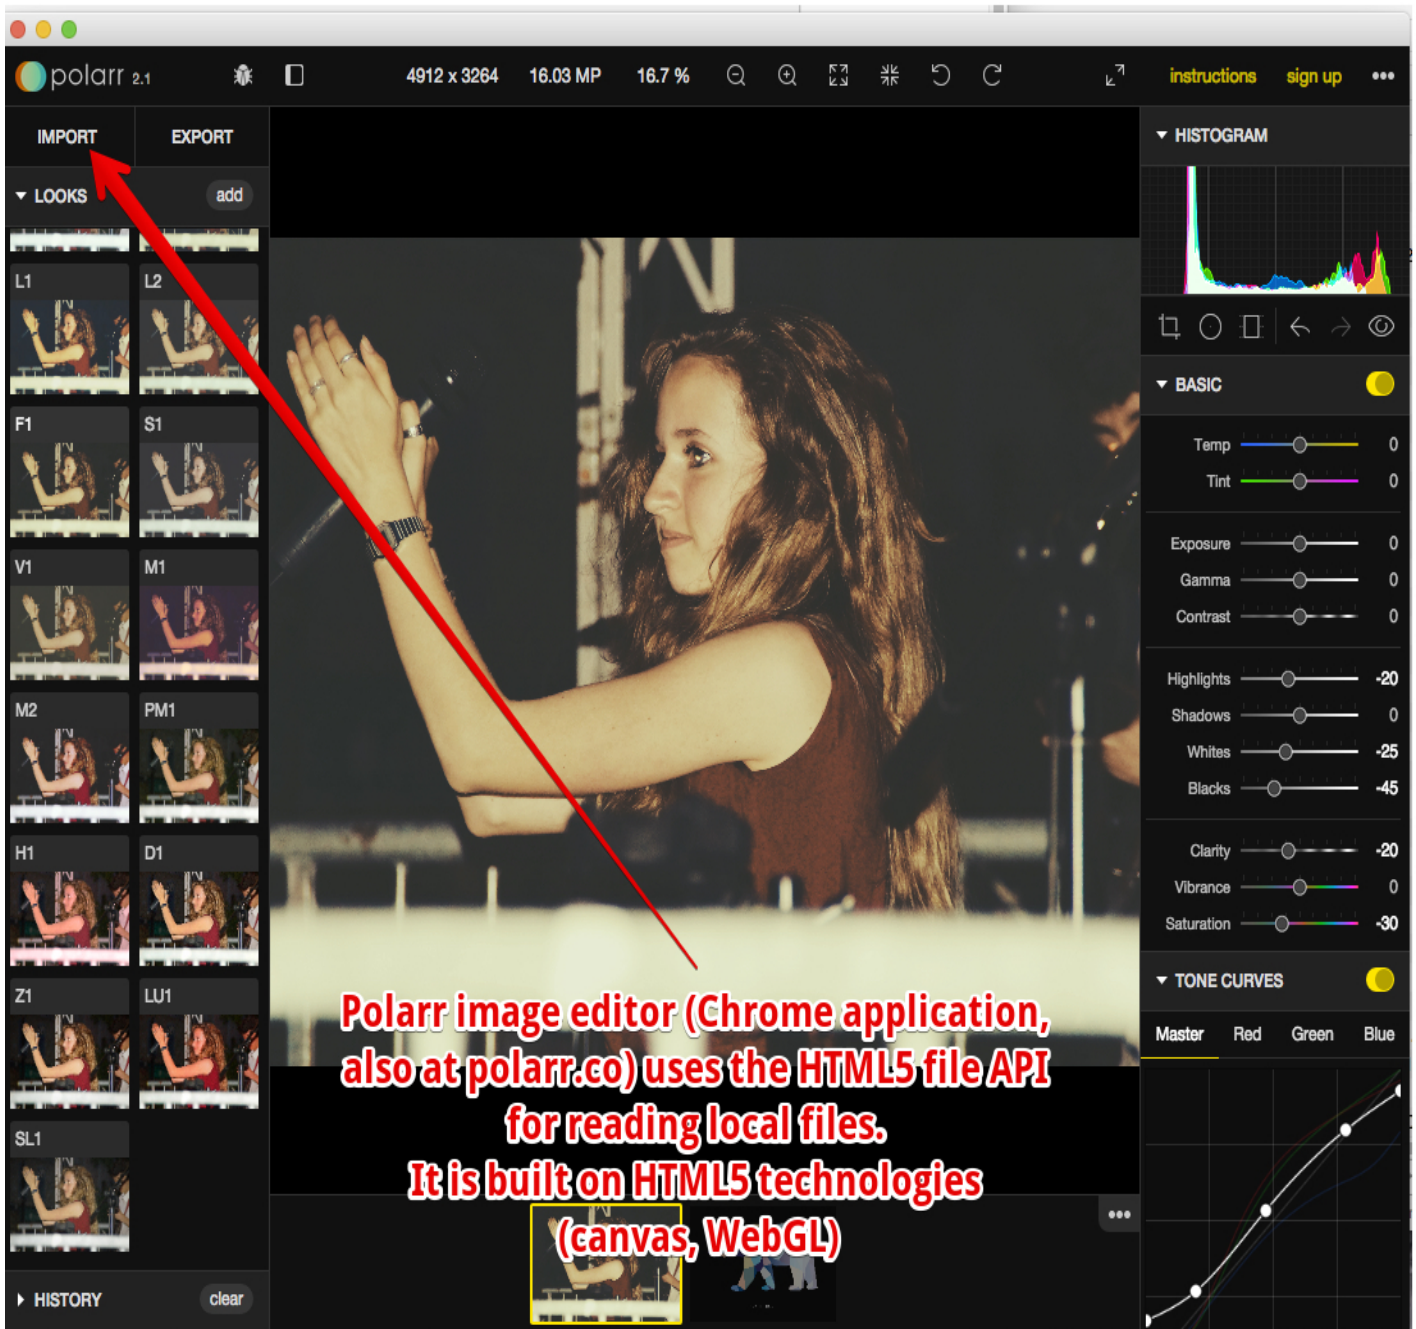 polarr 2.1
4912 x 3264
16.03 MP
16.7 %
instructions
sign up
•••
IMPORT
EXPORT
LOOKS
add
L1
L2
F1
S1
V1
M1
M2
PM1
H1
D1
Z1
LU1
SL1
HISTORY
clear
Polarr image editor (Chrome application,
also at polarr.co) uses the HTML5 file API
for reading local files.
It is built on HTML5 technologies
(canvas, WebGL)
•••
HISTOGRAM
BASIC
Temp 0
Tint 0
Exposure 0
Gamma 0
Contrast 0
Highlights -20
Shadows 0
Whites -25
Blacks -45
Clarity -20
Vibrance 0
Saturation -30
TONE CURVES
Master Red Green Blue